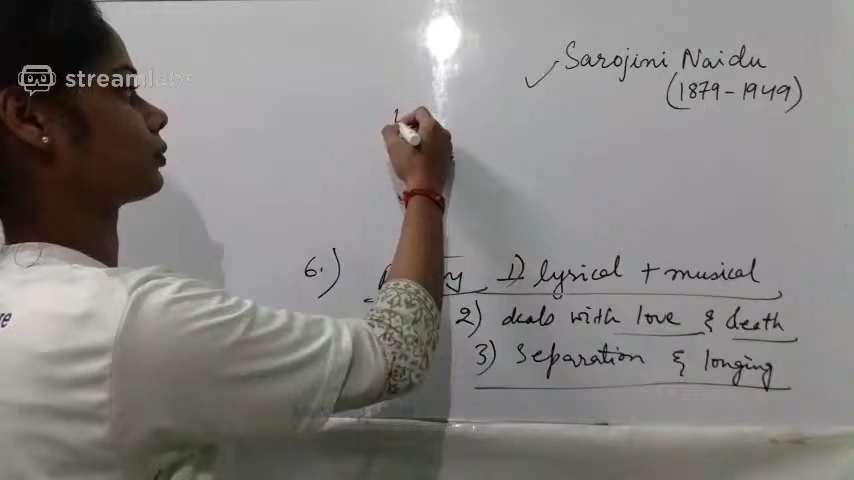 streamlabs
Sarojini Naidu
(1879-1949)
6.) 1) lyrical + musical
2) deals with love & death
3) Separation & longing